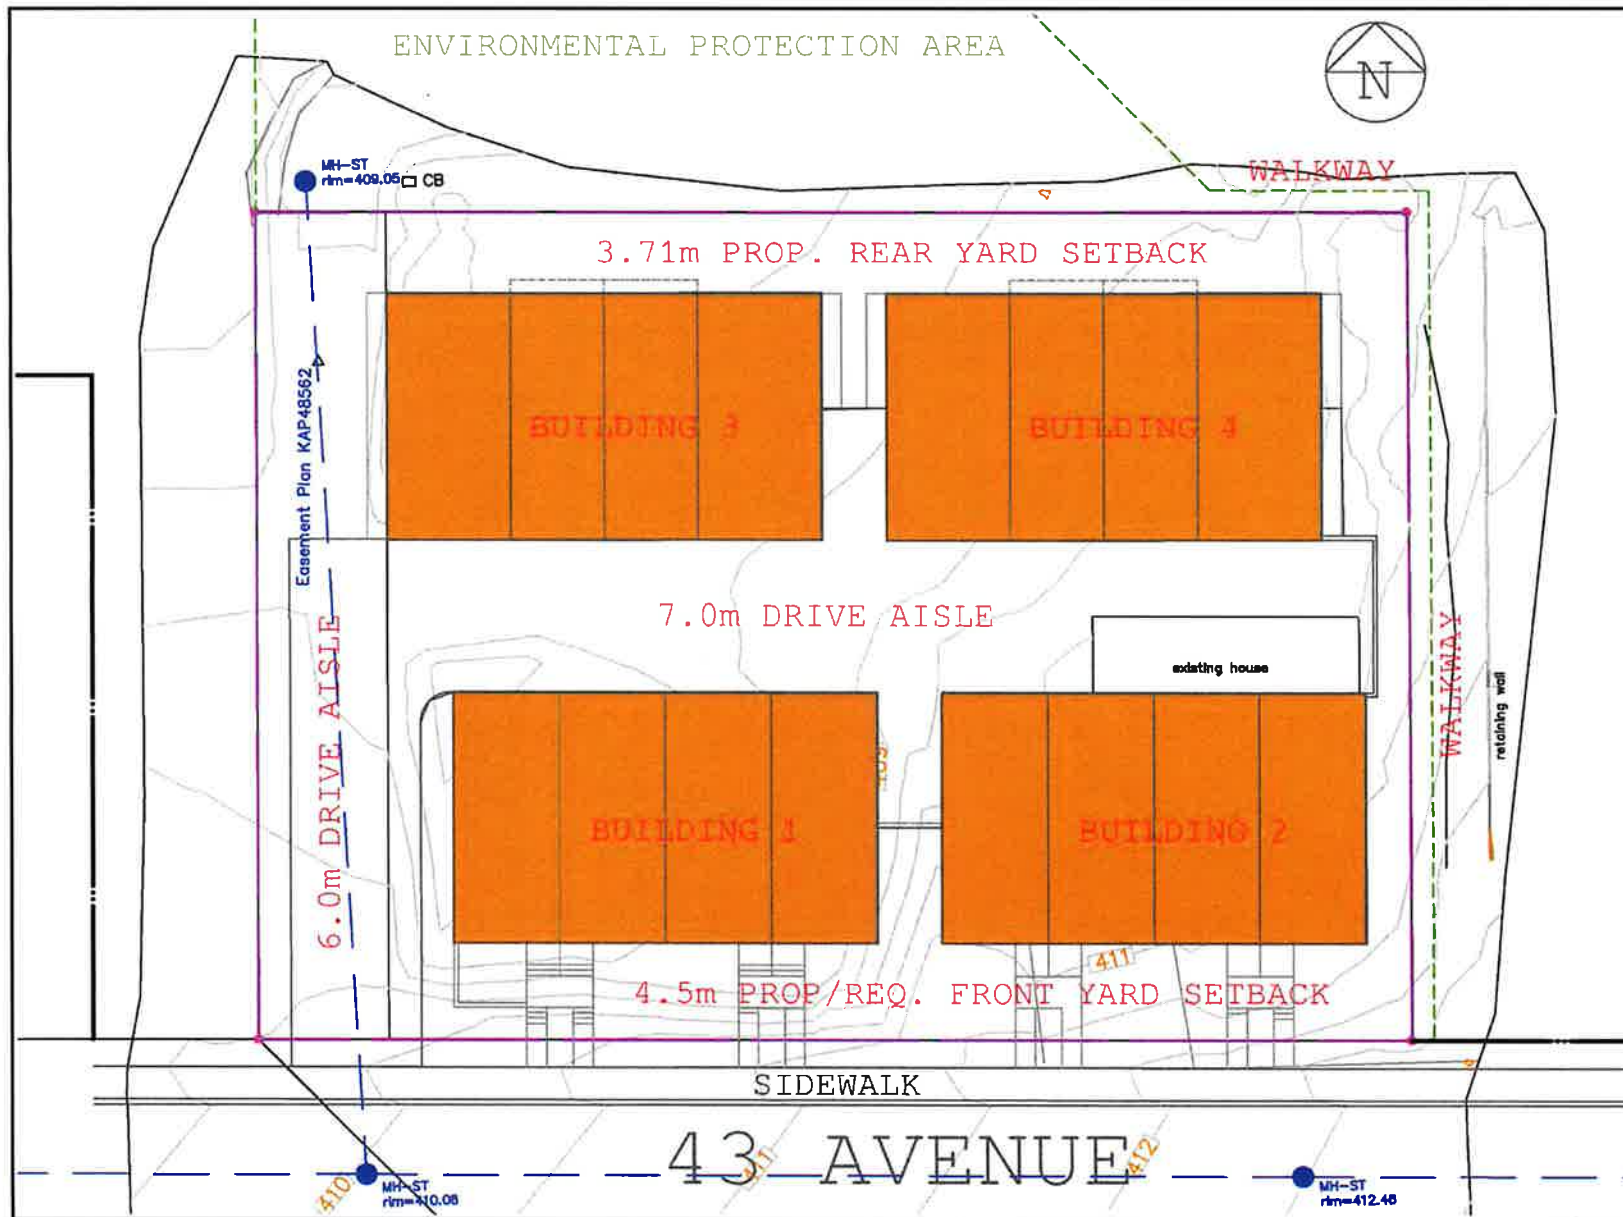 ENVIRONMENTAL PROTECTION AREA
N
MH-ST
rim=409.05
CB
WALKWAY
3.71m PROP. REAR YARD SETBACK
Easement Plan KAP48562
BUILDING 3
BUILDING 4
7.0m DRIVE AISLE
6.0m DRIVE AISLE
existing house
WALKWAY
retaining wall
BUILDING 1
BUILDING 2
411
4.5m PROP/REQ. FRONT YARD SETBACK
SIDEWALK
43 AVENUE
410
411
412
MH-ST
rim=410.08
MH-ST
rim=412.48